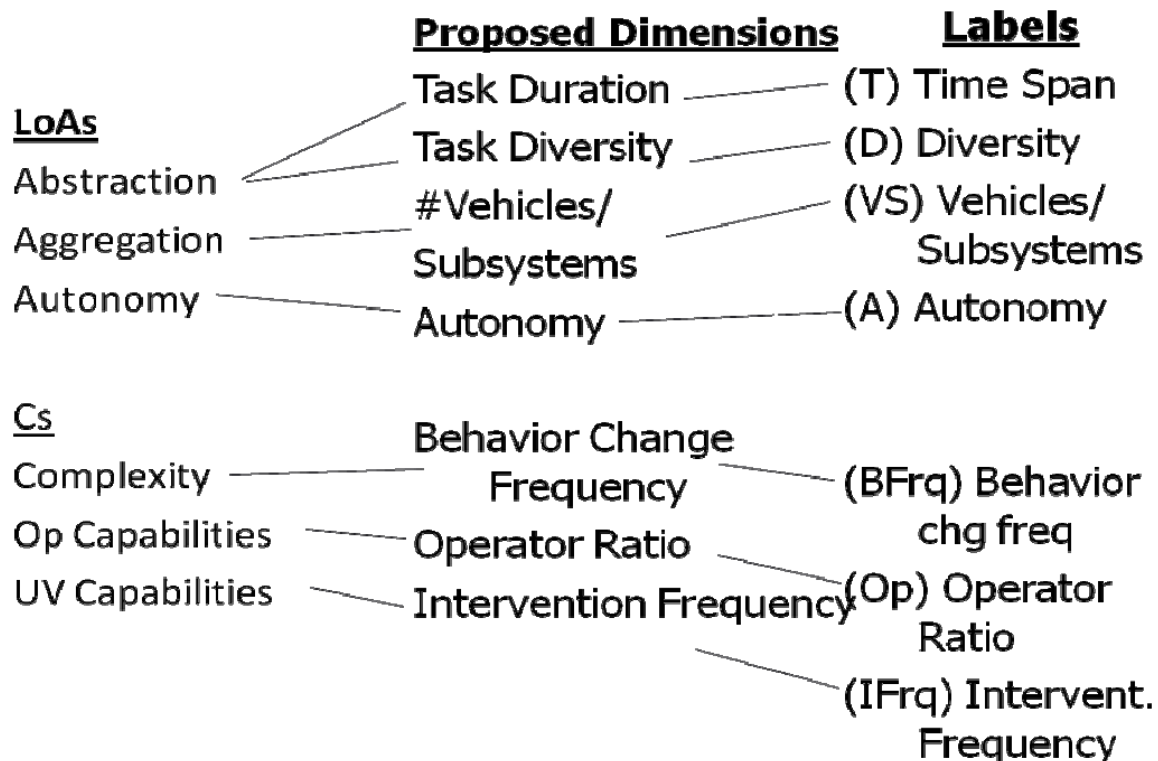 Proposed Dimensions
Labels
LoAs
Abstraction
Aggregation
Autonomy
Task Duration
Task Diversity
#Vehicles/
Subsystems
Autonomy
(T) Time Span
(D) Diversity
(VS) Vehicles/
Subsystems
(A) Autonomy
Cs
Complexity
Op Capabilities
UV Capabilities
Behavior Change
Frequency
Operator Ratio
Intervention Frequency
(BFrq) Behavior
chg freq
(Op) Operator
Ratio
(IFrq) Intervent.
Frequency